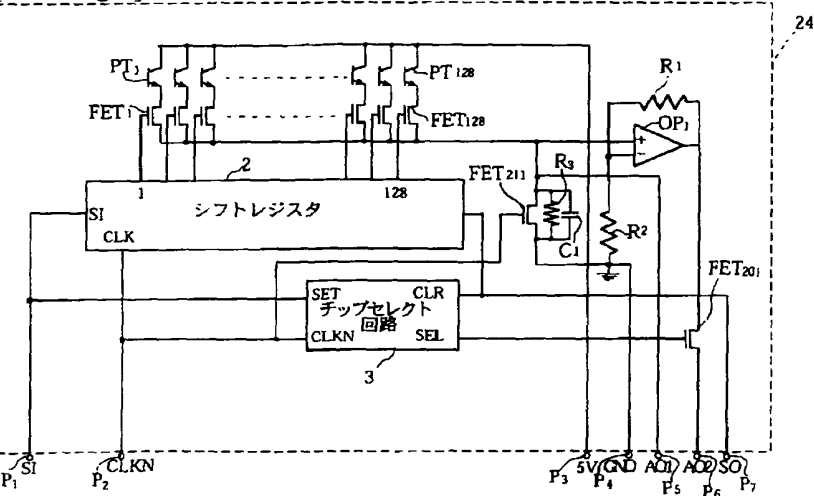 24
PT1
PT128
R1
FET1
FET128
OP1
+
-
2
FET211
R3
1
128
シフトレジスタ
SI
CLK
C1
R2
FET201
SET
CLR
チップセレクト
回路
CLKN
SEL
3
SI
CLKN
5V
GND
AO1
AO2
SO
P1
P2
P3
P4
P5
P6
P7